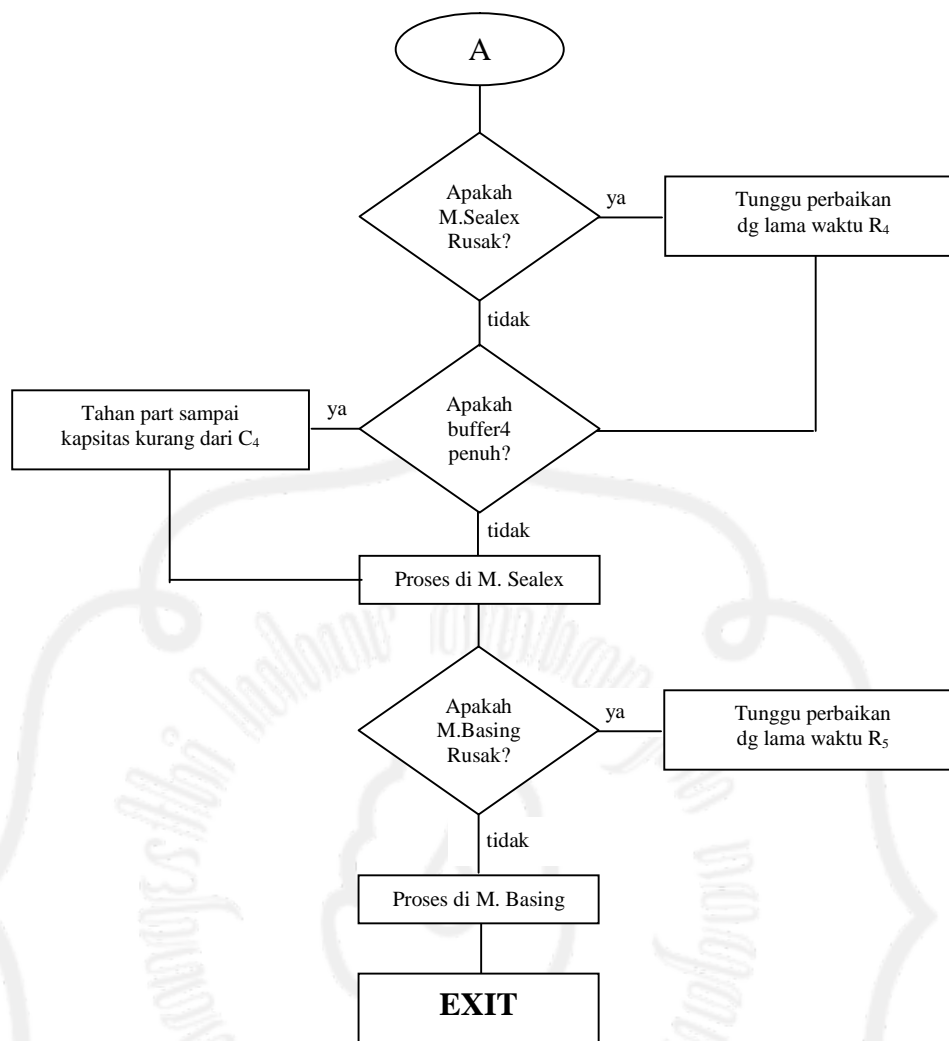 A
Apakah
M.Sealex
Rusak?
ya
Tunggu perbaikan
dg lama waktu R₄
tidak
Apakah
buffer4
penuh?
ya
Tahan part sampai
kapsitas kurang dari C₄
tidak
Proses di M. Sealex
Apakah
M.Basing
Rusak?
ya
Tunggu perbaikan
dg lama waktu R₅
tidak
Proses di M. Basing
EXIT